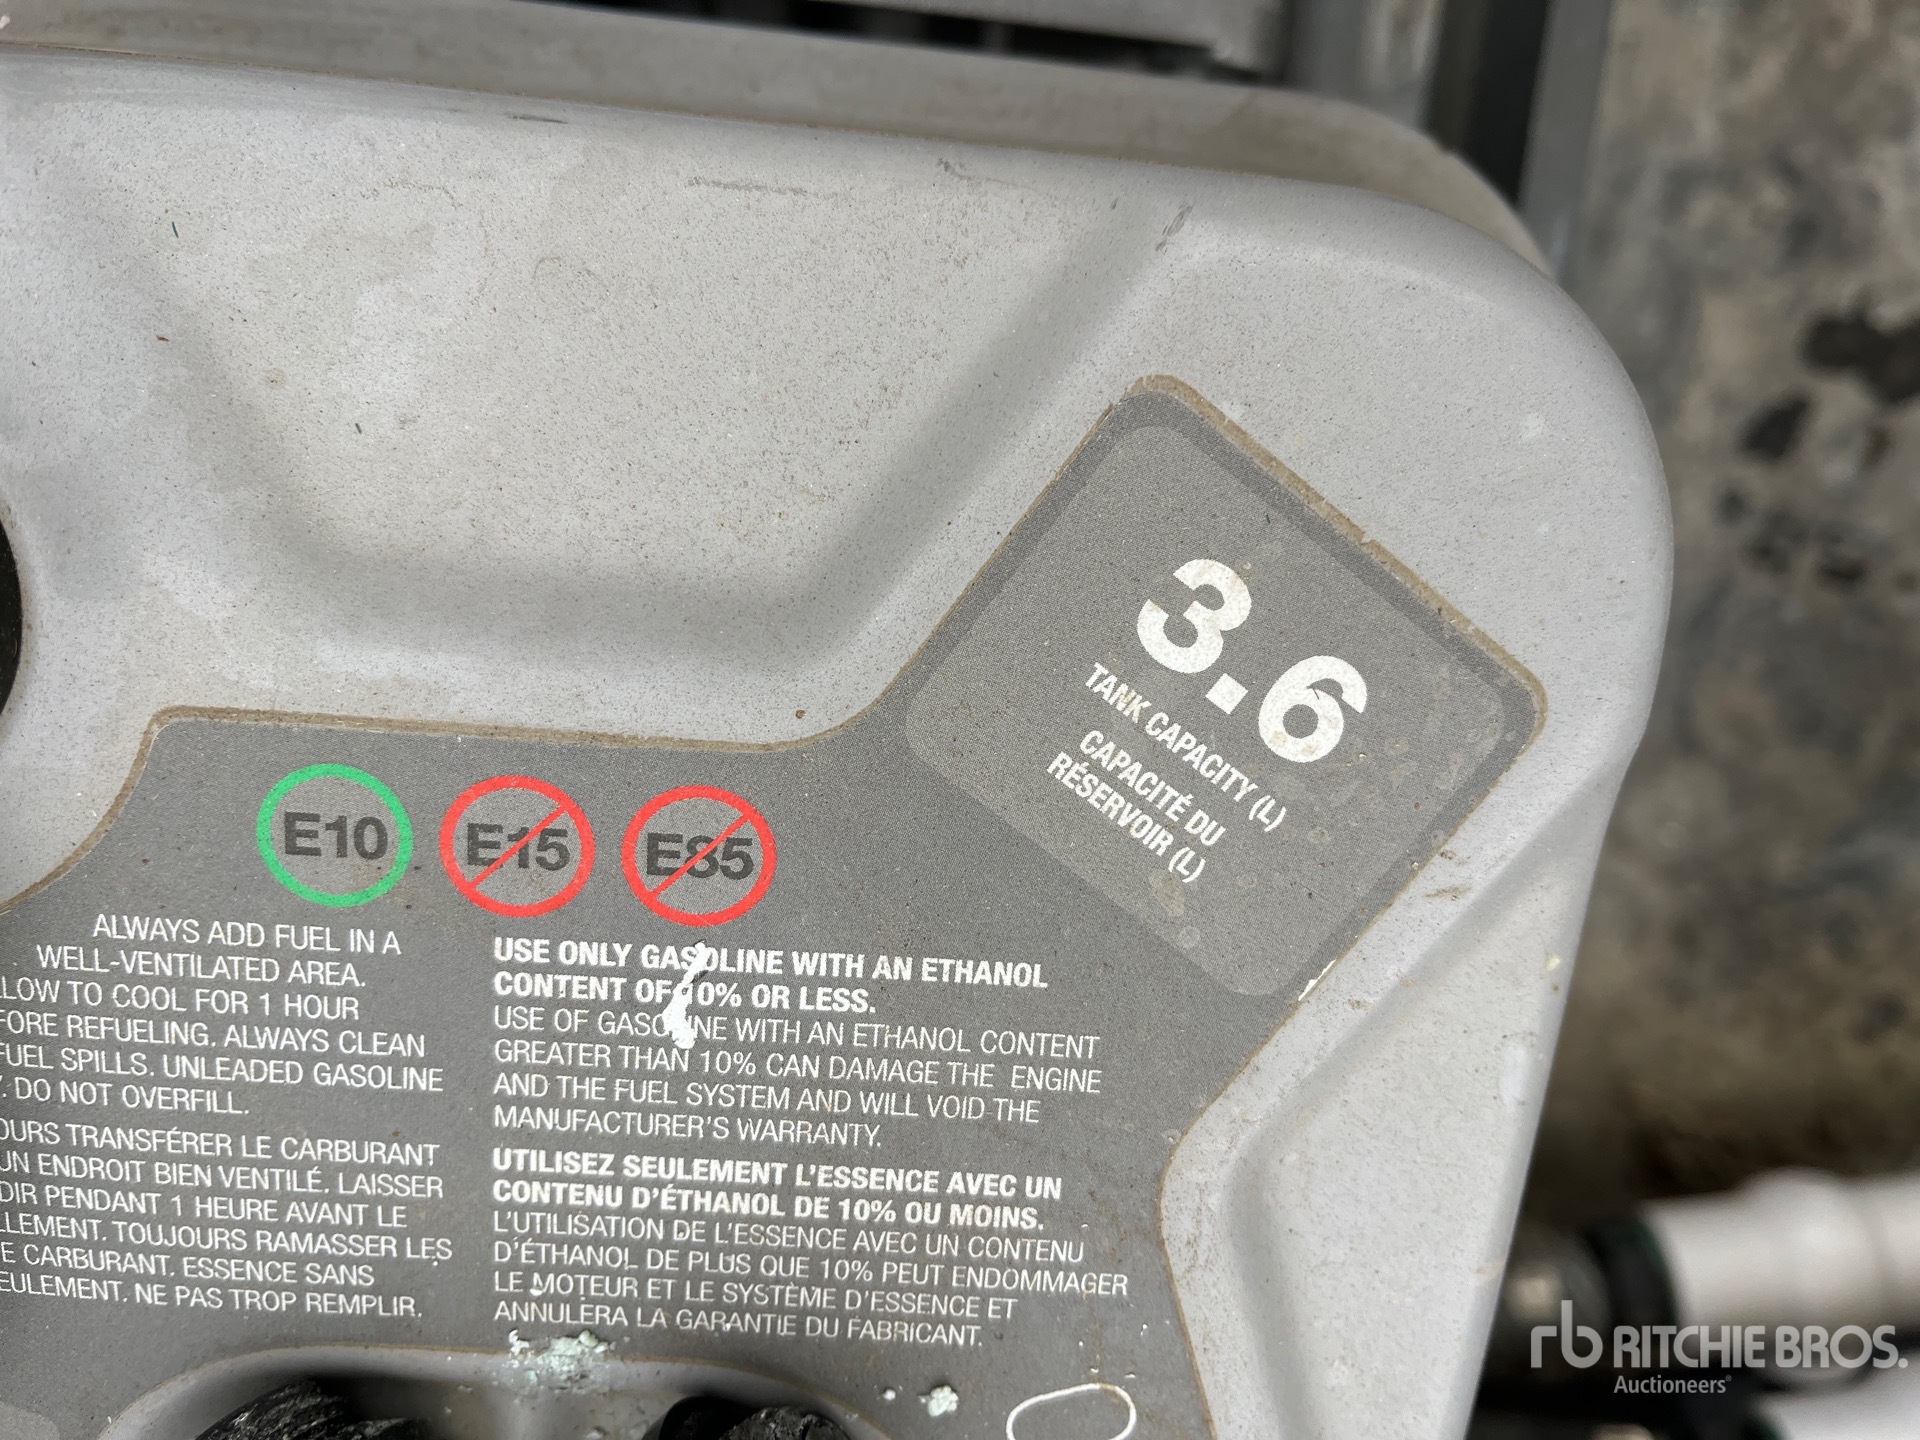 3.6
TANK CAPACITY (L)
CAPACITÉ DU
RÉSERVOIR (L)
E10 E15 E85
ALWAYS ADD FUEL IN A
WELL-VENTILATED AREA.
TO COOL FOR 1 HOUR
REFUELING. ALWAYS CLEAN
FUEL SPILLS. UNLEADED GASOLINE
DO NOT OVERFILL.
TRANSFÉRER LE CARBURANT
UN ENDROIT BIEN VENTILÉ. LAISSER
PENDANT 1 HEURE AVANT LE
TOUJOURS RAMASSER LES
CARBURANT. ESSENCE SANS
NE PAS TROP REMPLIR.
USE ONLY GASOLINE WITH AN ETHANOL
CONTENT OF 10% OR LESS.
USE OF GASOLINE WITH AN ETHANOL CONTENT
GREATER THAN 10% CAN DAMAGE THE ENGINE
AND THE FUEL SYSTEM AND WILL VOID THE
MANUFACTURER'S WARRANTY.
UTILISEZ SEULEMENT L'ESSENCE AVEC UN
CONTENU D'ÉTHANOL DE 10% OU MOINS.
L'UTILISATION DE L'ESSENCE AVEC UN CONTENU
D'ÉTHANOL DE PLUS QUE 10% PEUT ENDOMMAGER
LE MOTEUR ET LE SYSTÈME D'ESSENCE ET
ANNULERA LA GARANTIE DU FABRICANT.
rb RITCHIE BROS.
Auctioneers